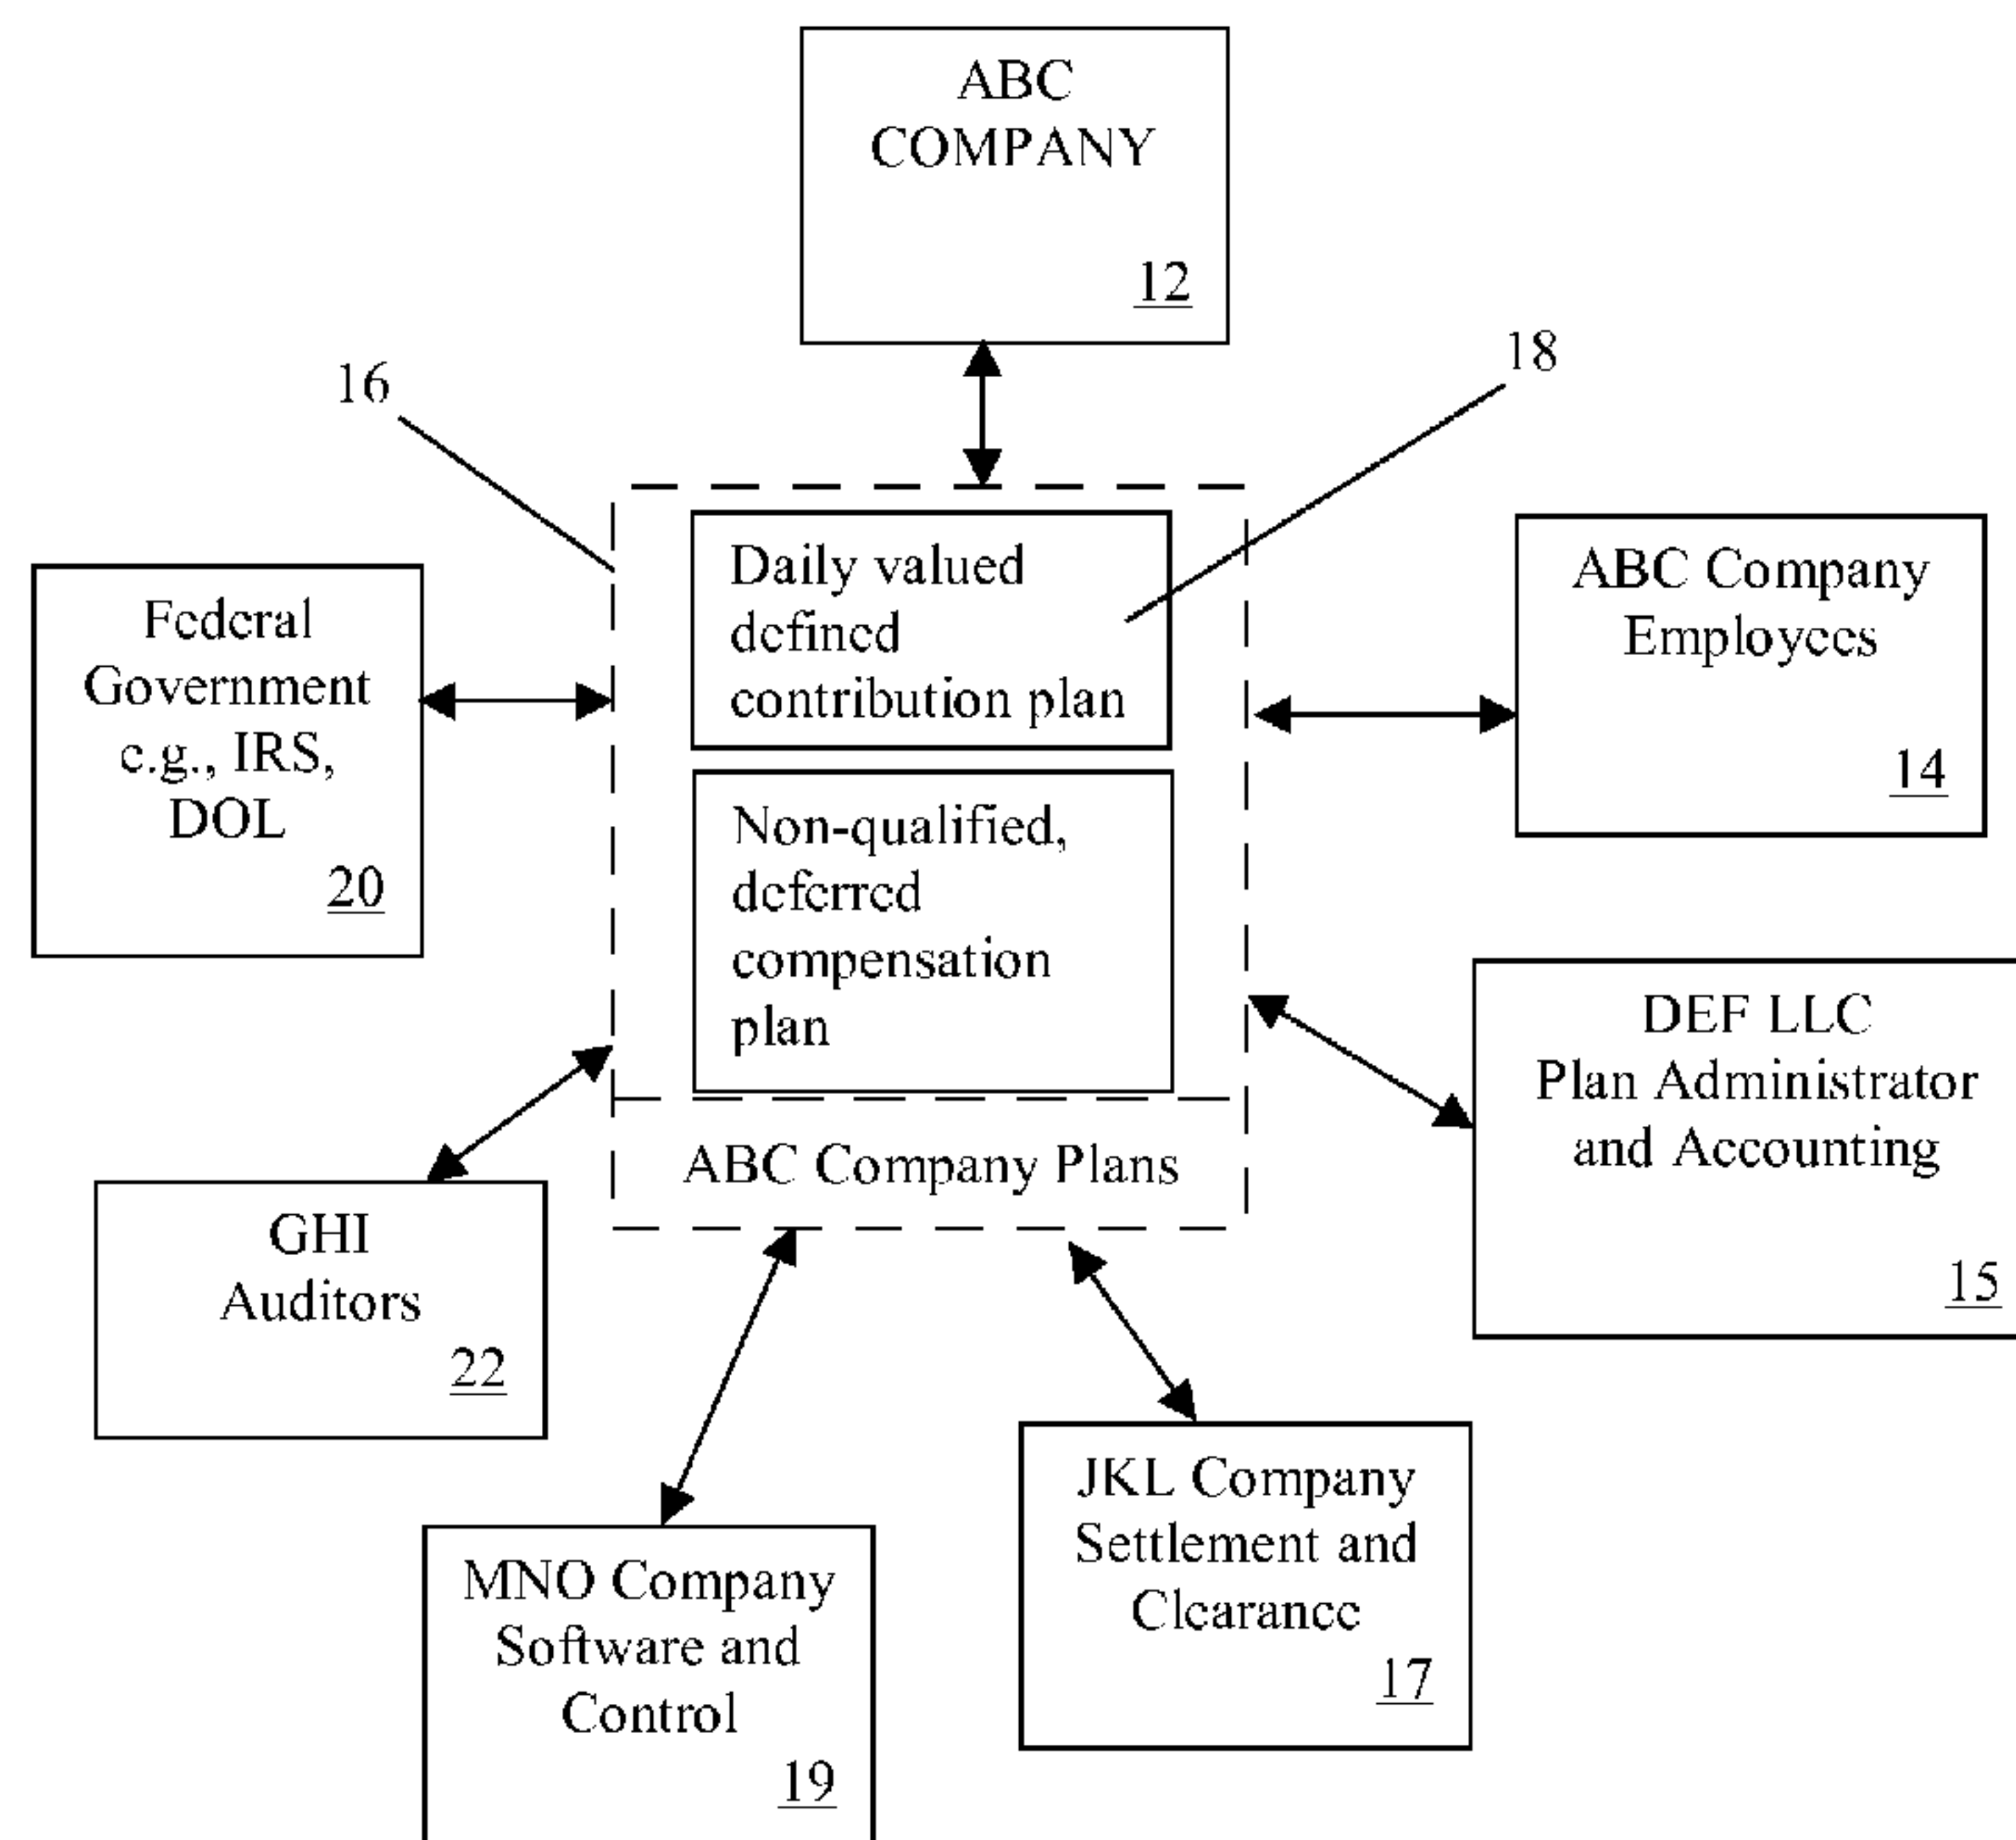 ABC
COMPANY
12
16
18
Daily valued
defined
contribution plan
Non-qualified,
deferred
compensation
plan
ABC Company Plans
Federal
Government
e.g., IRS,
DOL
20
ABC Company
Employees
14
DEF LLC
Plan Administrator
and Accounting
15
GHI
Auditors
22
MNO Company
Software and
Control
19
JKL Company
Settlement and
Clearance
17